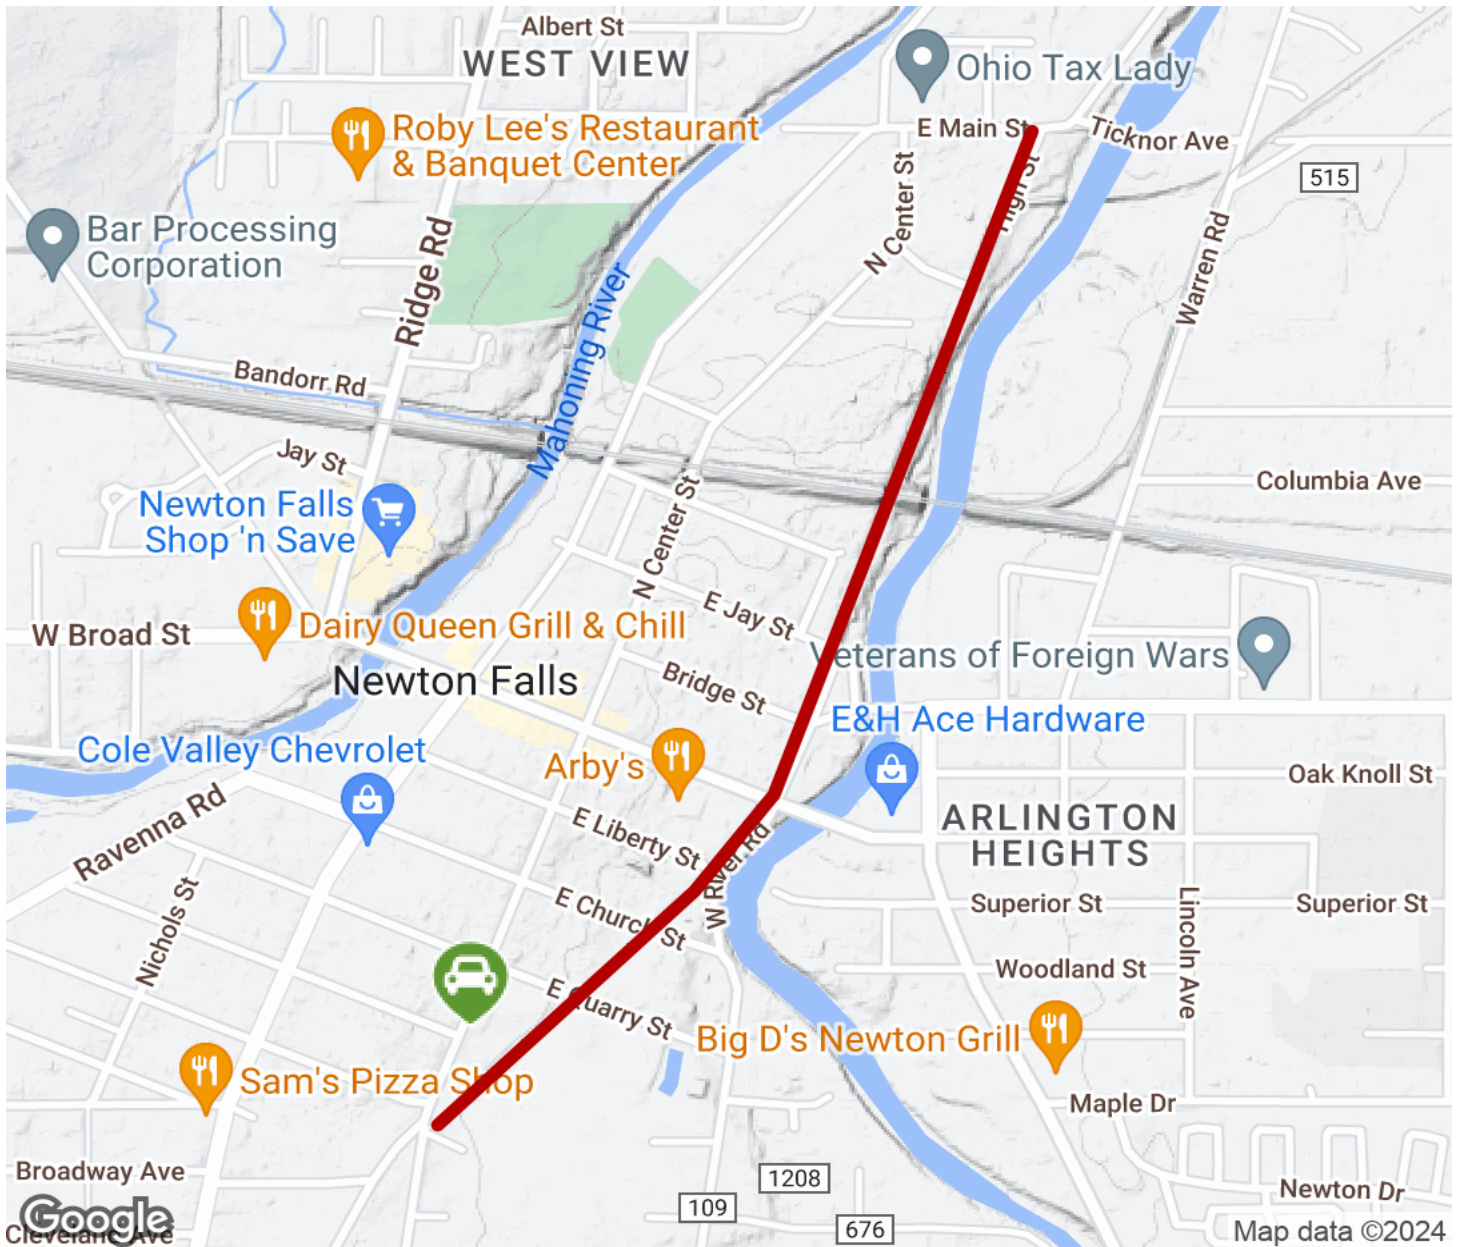 Albert St
WEST VIEW
Ohio Tax Lady
Roby Lee's Restaurant
& Banquet Center
E Main St
Ticknor Ave
515
N Center St
High St
Bar Processing
Corporation
Ridge Rd
Warren Rd
Mahoning River
Bandorr Rd
Jay St
Columbia Ave
Newton Falls
Shop 'n Save
N Center St
E Jay St
W Broad St
Dairy Queen Grill & Chill
Veterans of Foreign Wars
Newton Falls
Bridge St
E&H Ace Hardware
Cole Valley Chevrolet
Arby's
Oak Knoll St
Ravenna Rd
E Liberty St
W River Rd
ARLINGTON
HEIGHTS
Nichols St
E Church St
Superior St
Lincoln Ave
Superior St
Woodland St
E Quarry St
Big D's Newton Grill
Sam's Pizza Shop
Maple Dr
Broadway Ave
1208
109
676
Newton Dr
Google
Cleveland Ave
Map data ©2024